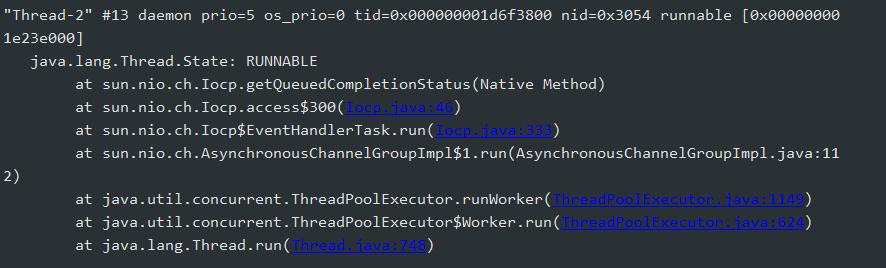 "Thread-2" #13 daemon prio=5 os_prio=0 tid=0x000000001d6f3800 nid=0x3054 runnable [0x00000000
1e23e000]
   java.lang.Thread.State: RUNNABLE
        at sun.nio.ch.Iocp.getQueuedCompletionStatus(Native Method)
        at sun.nio.ch.Iocp.access$300(Iocp.java:46)
        at sun.nio.ch.Iocp$EventHandlerTask.run(Iocp.java:333)
        at sun.nio.ch.AsynchronousChannelGroupImpl$1.run(AsynchronousChannelGroupImpl.java:11
2)
        at java.util.concurrent.ThreadPoolExecutor.runWorker(ThreadPoolExecutor.java:1149)
        at java.util.concurrent.ThreadPoolExecutor$Worker.run(ThreadPoolExecutor.java:624)
        at java.lang.Thread.run(Thread.java:748)